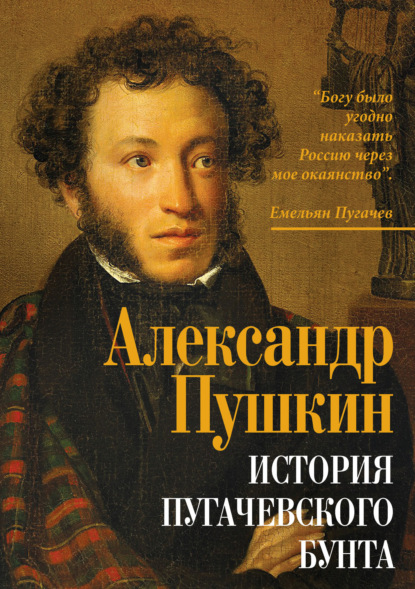 “Богу было
угодно
наказать
Россию через
мое окаянство”.
Емельян Пугачев
Александр
Пушкин
ИСТОРИЯ
ПУГАЧЕВСКОГО
БУНТА